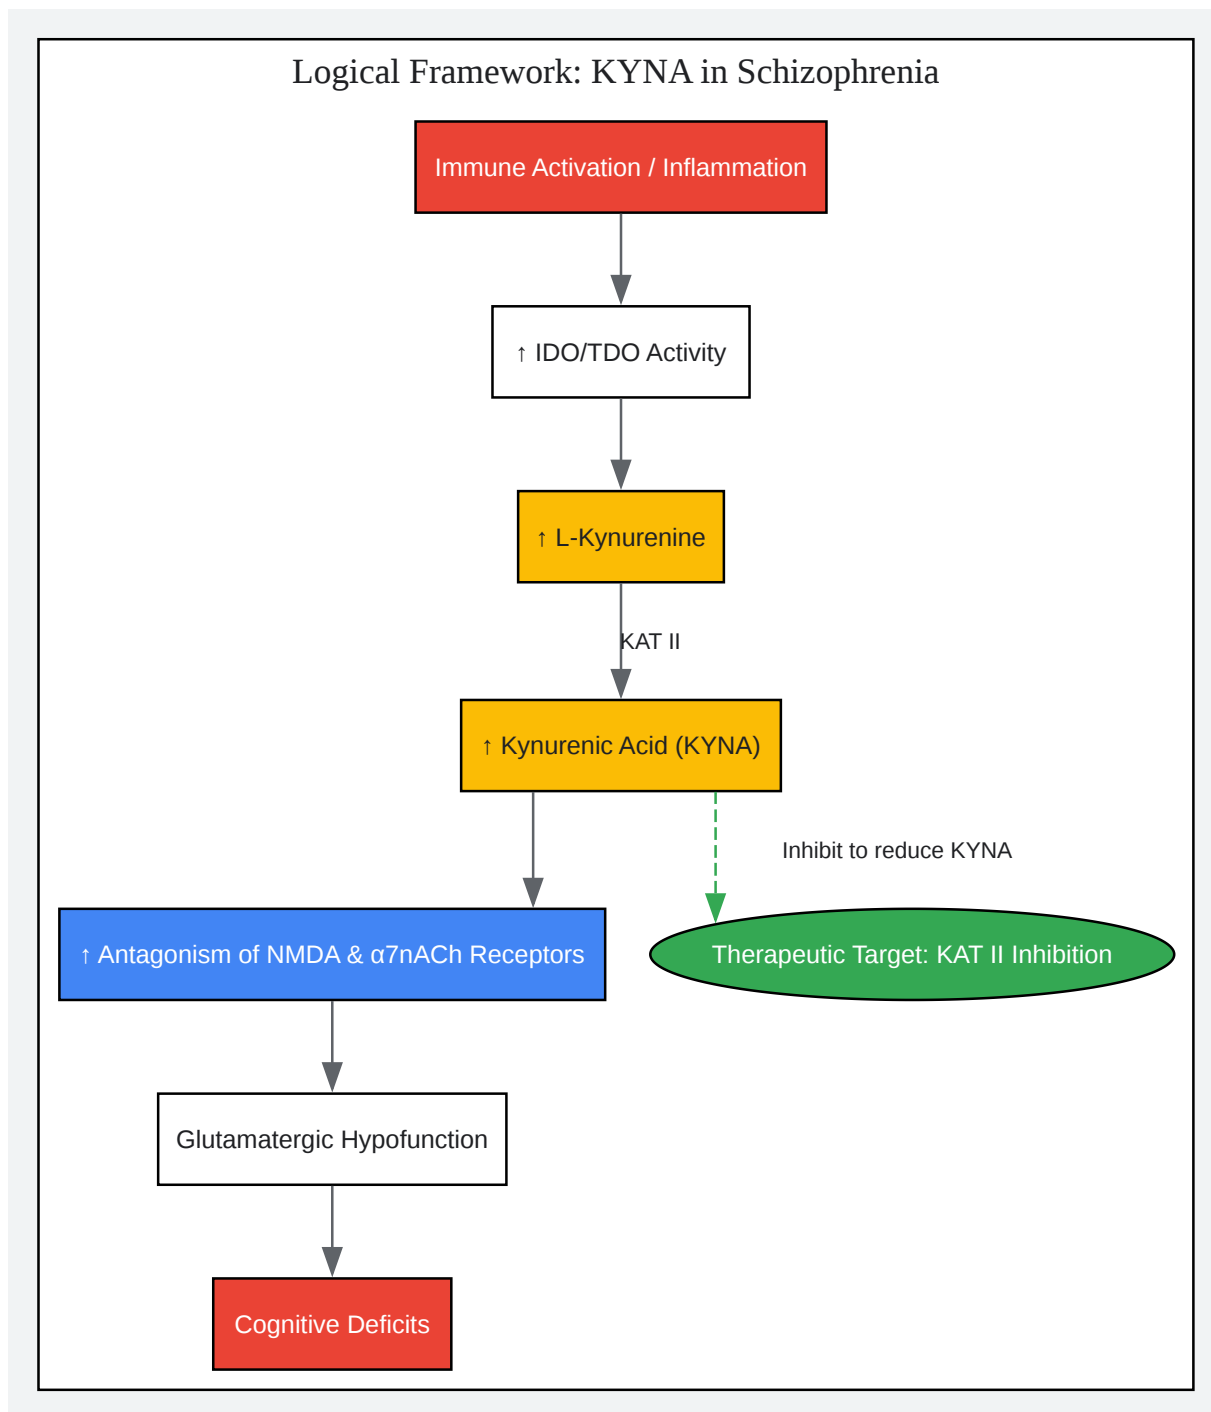 Logical Framework: KYNA in Schizophrenia
Immune Activation / Inflammation
↑ IDO/TDO Activity
↑ L-Kynurenine
KAT II
↑ Kynurenic Acid (KYNA)
Inhibit to reduce KYNA
↑ Antagonism of NMDA & α7nACh Receptors
Therapeutic Target: KAT II Inhibition
Glutamatergic Hypofunction
Cognitive Deficits